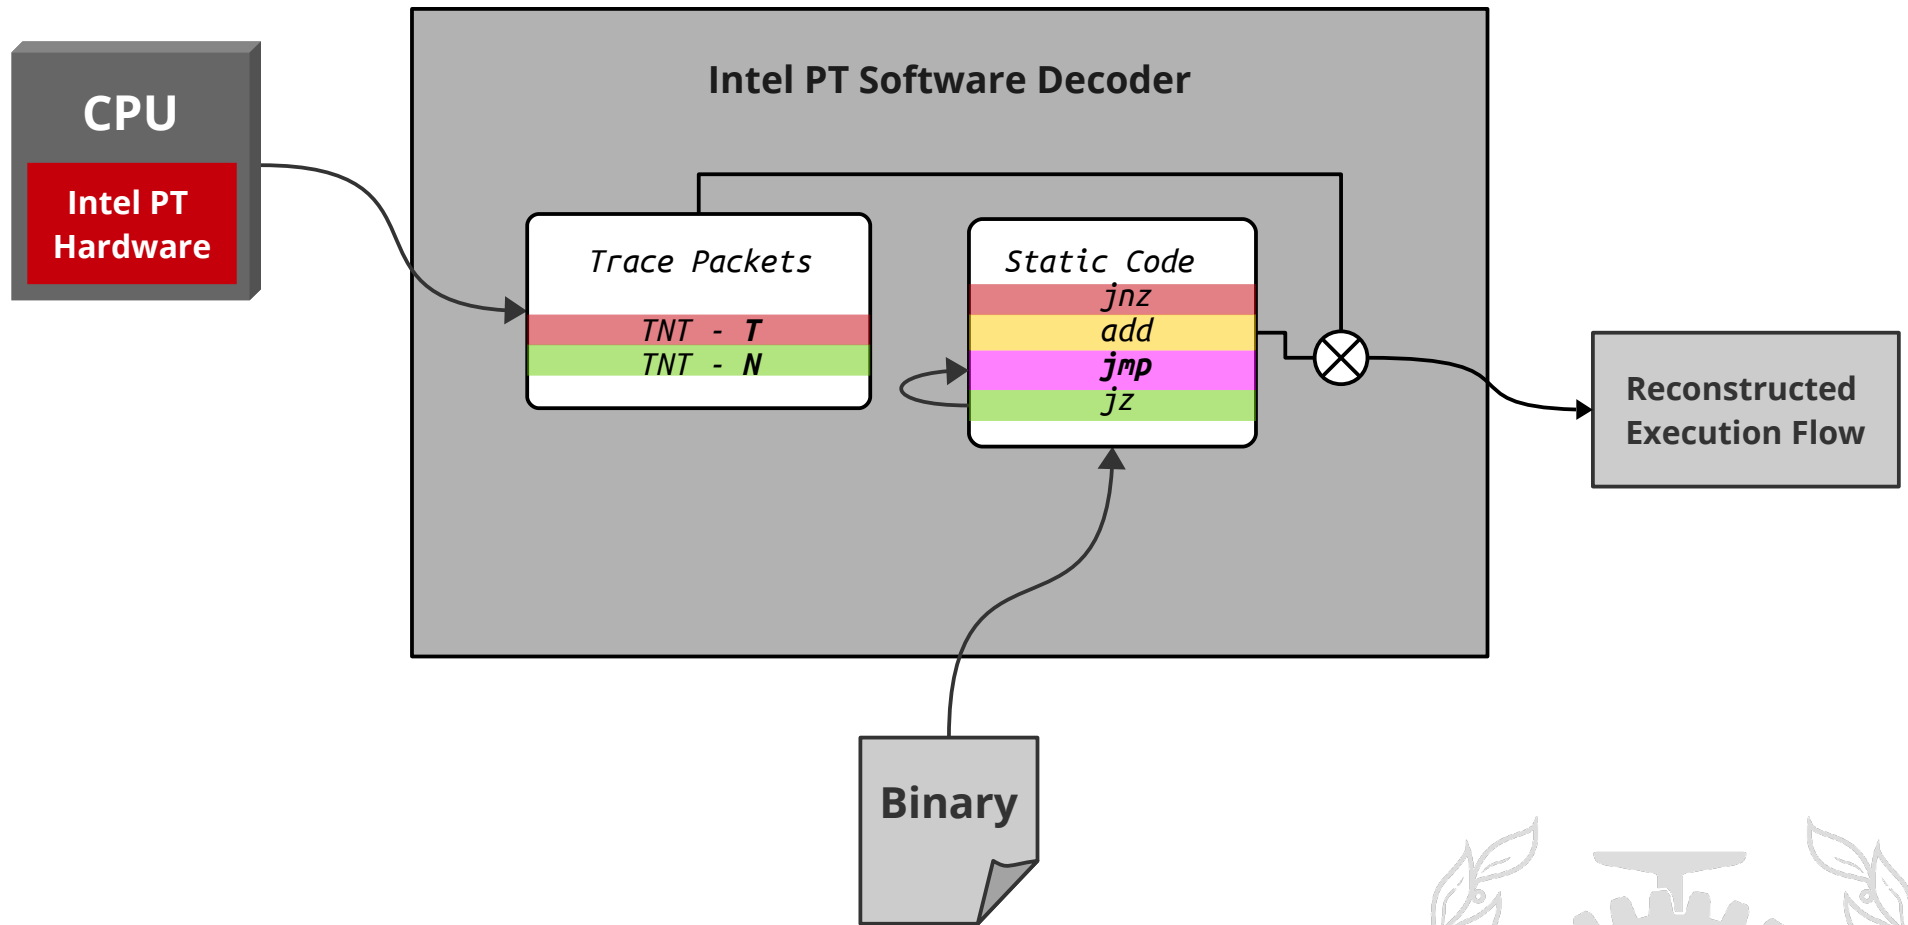 Intel PT Software Decoder
CPU
Intel PT
Hardware
Trace Packets
TNT - T
TNT - N
Static Code
jnz
add
jmp
jz
Reconstructed
Execution Flow
Binary